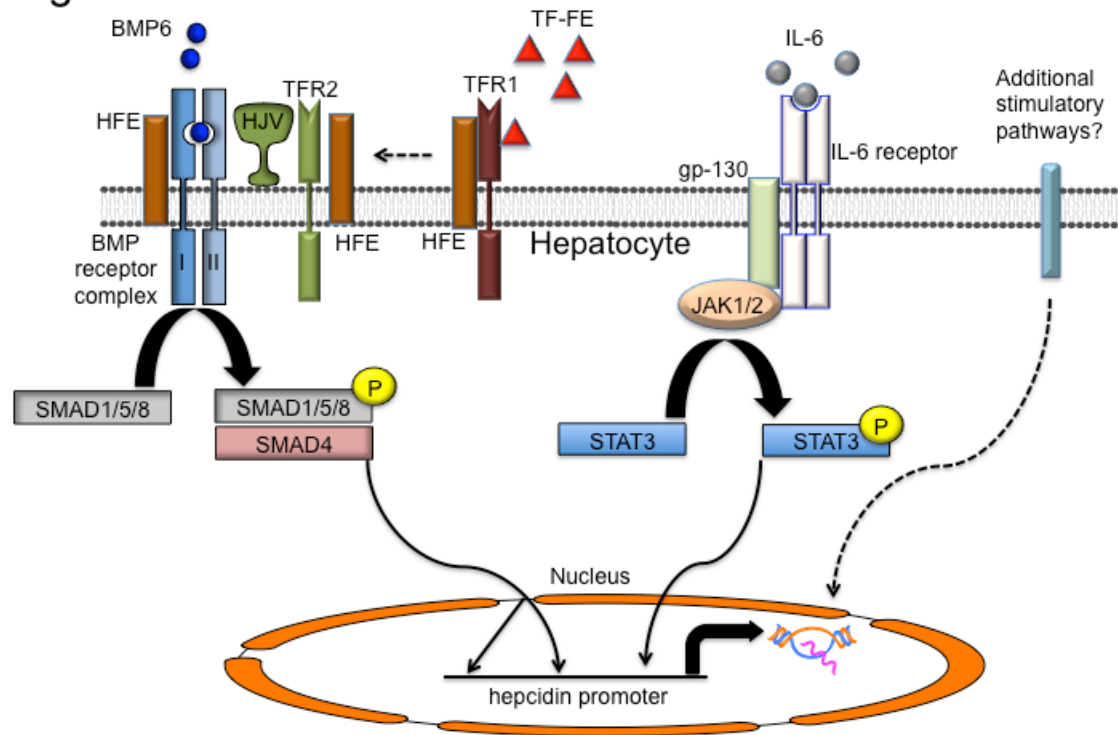 BMP6
TF-FE
IL-6
TFR2
TFR1
Additional
stimulatory
pathways?
HFE
HJV
IL-6 receptor
gp-130
HFE
HFE
Hepatocyte
BMP
receptor
complex
I
II
JAK1/2
P
SMAD1/5/8
SMAD1/5/8
SMAD4
P
STAT3
STAT3
Nucleus
hepcidin promoter